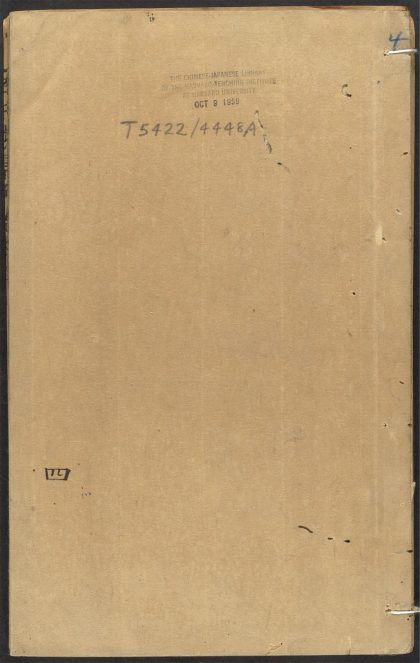 4
THE CHINESE-JAPANESE LIBRARY
OF THE HARVARD-YENCHING INSTITUTE
AT HARVARD UNIVERSITY
OCT 9 1959
T5422/4448A
四